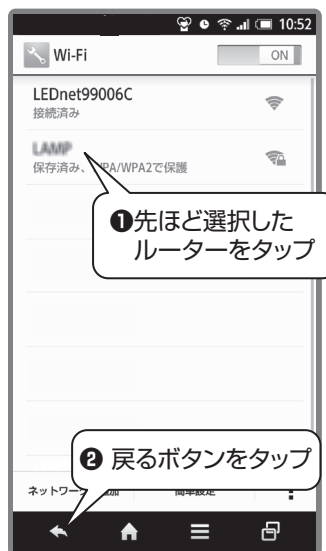 10:52
Wi-Fi
ON
LEDnet99006C
接続済み
LAMP
保存済み、 PA/WPA2で保護
❶先ほど選択した
ルーターをタップ
❷ 戻るボタンをタップ
ネットワーク 追加 簡単設定